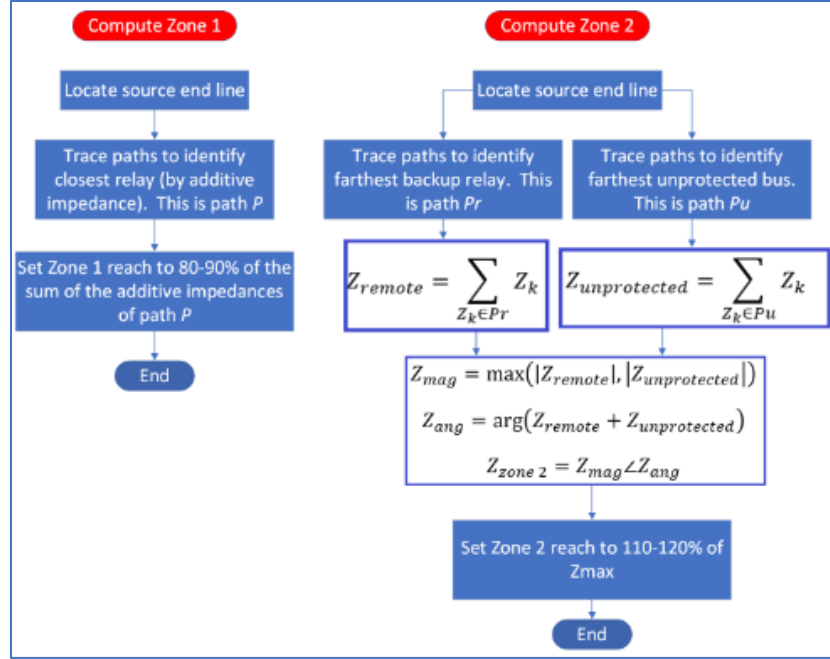 Compute Zone 1
Locate source end line
Trace paths to identify
closest relay (by additive
impedance).  This is path P
Set Zone 1 reach to 80-90% of the
sum of the additive impedances
of path P
End
Compute Zone 2
Locate source end line
Trace paths to identify
farthest backup relay.  This
is path Pr
Trace paths to identify
farthest unprotected bus.
This is path Pu
Z_remote = ∑_{Z_k∈Pr} Z_k
Z_unprotected = ∑_{Z_k∈Pu} Z_k
Z_mag = max(|Z_remote|, |Z_unprotected|)
Z_ang = arg(Z_remote + Z_unprotected)
Z_zone 2 = Z_mag∠Z_ang
Set Zone 2 reach to 110-120% of
Zmax
End